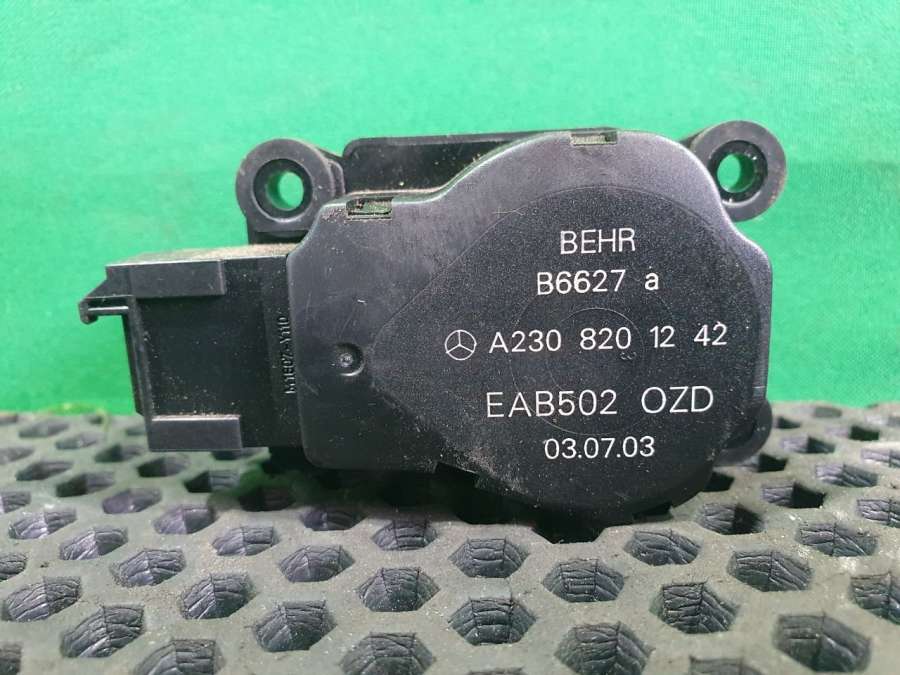 BEHR
B6627 a
A230 820 12 42
EAB502 OZD
03.07.03